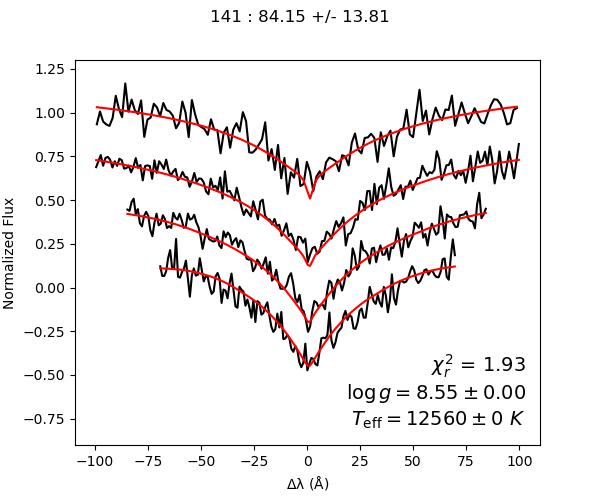 141 : 84.15 +/- 13.81
1.25
1.00
0.75
0.50
0.25
0.00
−0.25
−0.50
−0.75
Normalized Flux
χ²ᵣ = 1.93
log g = 8.55 ± 0.00
T_eff = 12560 ± 0 K
−100 −75 −50 −25 0 25 50 75 100
Δλ (Å)